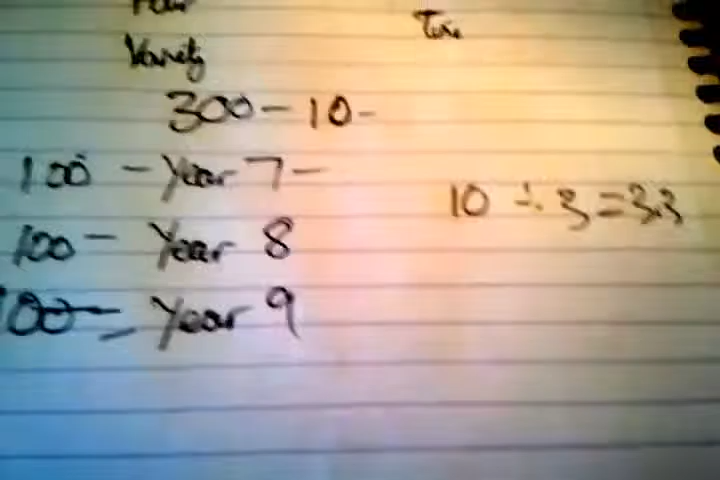 Variety
300 - 10 -
100 - Year 7 -
100 - Year 8
100 - Year 9
10 ÷ 3 = 3.3